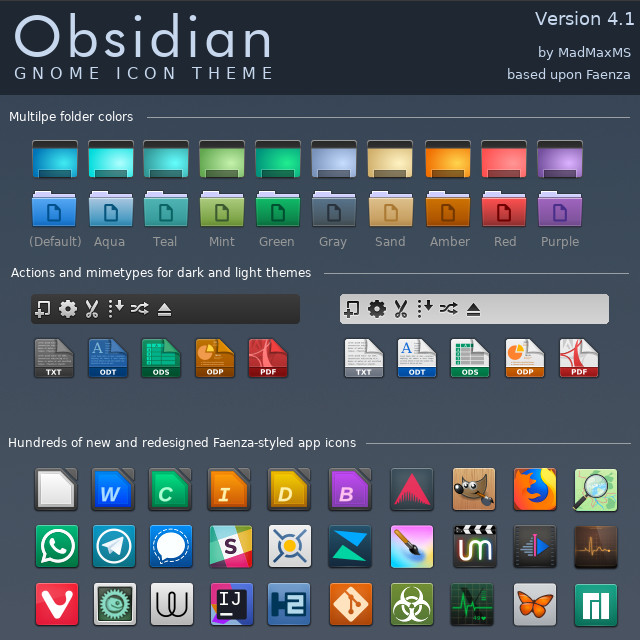 Obsidian
GNOME ICON THEME
Version 4.1
by MadMaxMS
based upon Faenza
Multilpe folder colors
(Default) Aqua Teal Mint Green Gray Sand Amber Red Purple
Actions and mimetypes for dark and light themes
A A
TXT ODT ODS ODP PDF TXT ODT ODS ODP PDF
Hundreds of new and redesigned Faenza-styled app icons
W C I D B
S um
IJ H2